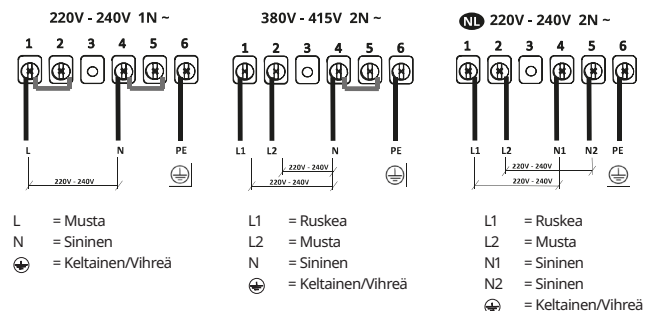 220V - 240V 1N ~
1 2 3 4 5 6
L N PE
220V - 240V
L = Musta
N = Sininen
= Keltainen/Vihreä
380V - 415V 2N ~
1 2 3 4 5 6
L1 L2 N PE
220V - 240V
220V - 240V
L1 = Ruskea
L2 = Musta
N = Sininen
= Keltainen/Vihreä
NL 220V - 240V 2N ~
1 2 3 4 5 6
L1 L2 N1 N2 PE
220V - 240V
220V - 240V
L1 = Ruskea
L2 = Musta
N1 = Sininen
N2 = Sininen
= Keltainen/Vihreä